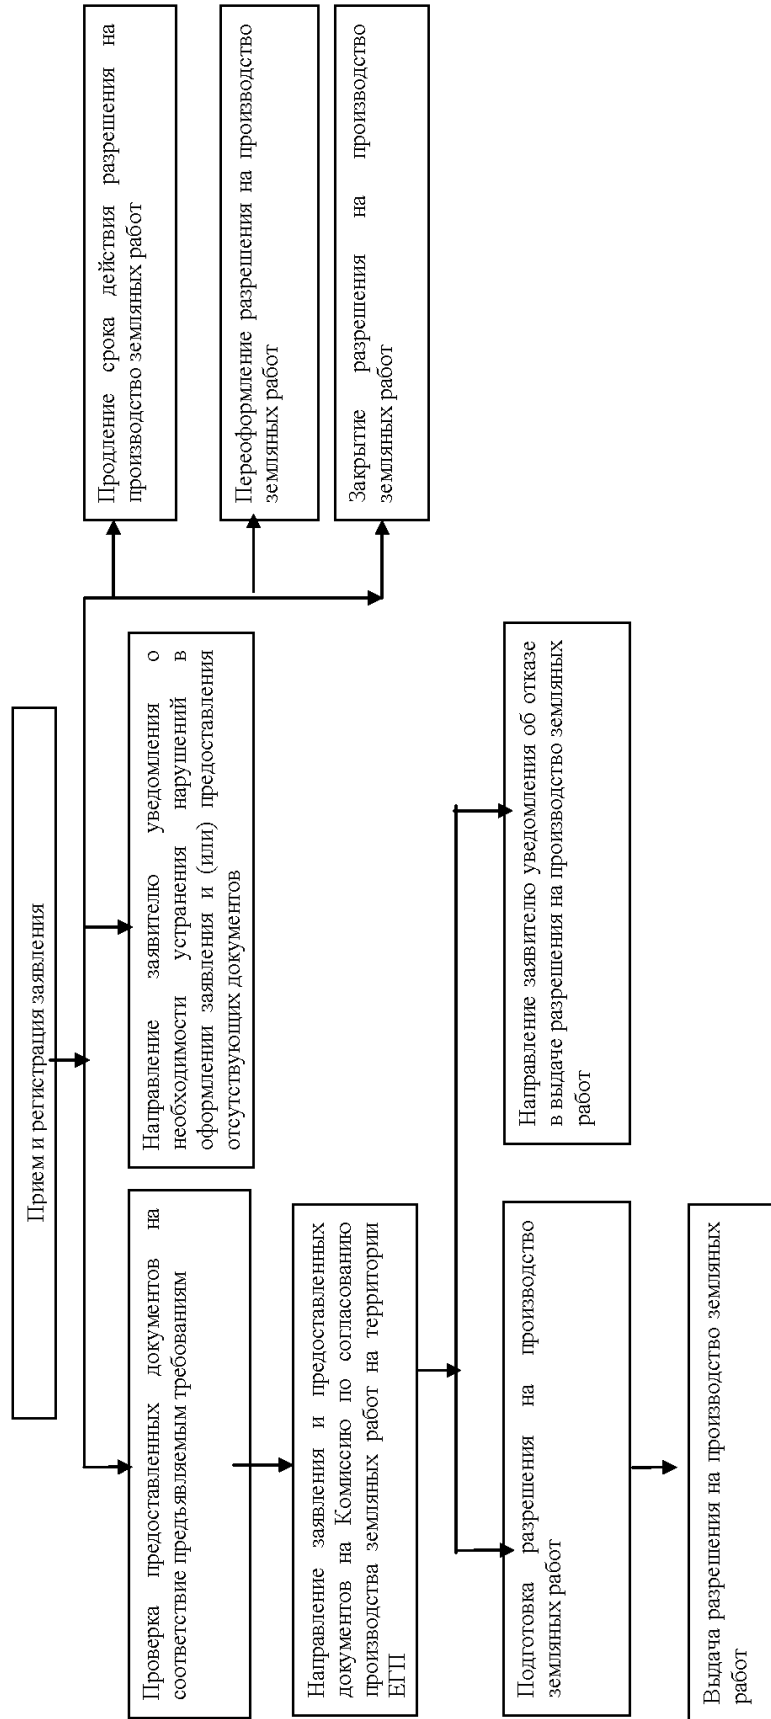 Прием и регистрация заявления
Проверка предоставленных документов на
соответствие предъявляемым требованиям
Направление заявителю уведомления о
необходимости устранения нарушений в
оформлении заявления и (или) предоставления
отсутствующих документов
Продление срока действия разрешения на
производство земляных работ
Переоформление разрешения на производство
земляных работ
Закрытие разрешения на производство
земляных работ
Направление заявления и предоставленных
документов на Комиссию по согласованию
производства земляных работ на территории
ЕГП
Подготовка разрешения на производство
земляных работ
Направление заявителю уведомления об отказе
в выдаче разрешения на производство земляных
работ
Выдача разрешения на производство земляных
работ